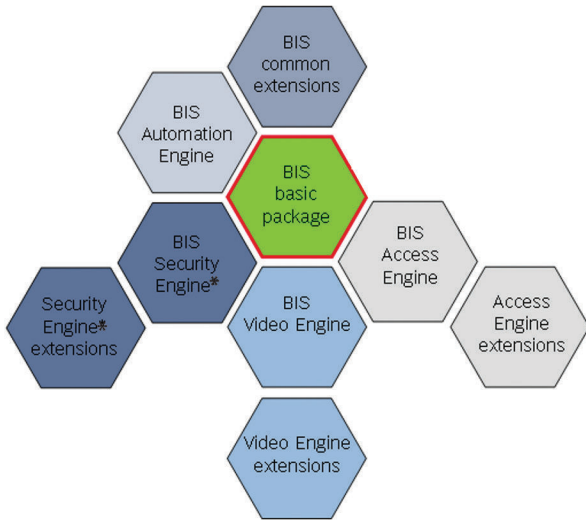 BIS
common
extensions
BIS
Automation
Engine
BIS
basic
package
BIS
Security
Engine*
BIS
Access
Engine
Security
Engine*
extensions
BIS
Video Engine
Access
Engine
extensions
Video Engine
extensions